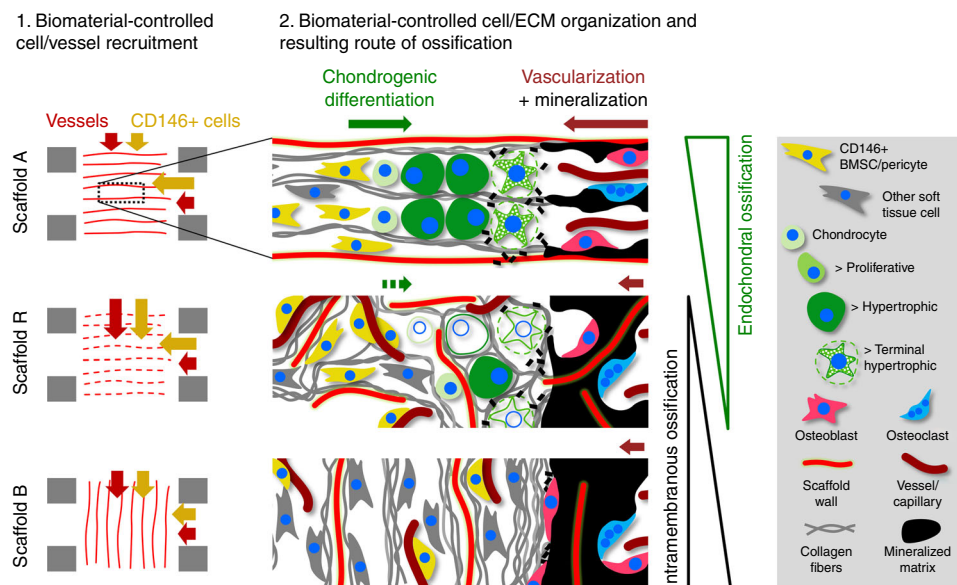 1. Biomaterial-controlled
cell/vessel recruitment
2. Biomaterial-controlled cell/ECM organization and
resulting route of ossification
Chondrogenic
differentiation
Vascularization
+ mineralization
Vessels
CD146+ cells
Scaffold A
Scaffold R
Scaffold B
Endochondral ossification
ntramembranous ossification
CD146+
BMSC/pericyte
Other soft
tissue cell
Chondrocyte
> Proliferative
> Hypertrophic
> Terminal
hypertrophic
Osteoblast
Osteoclast
Scaffold
wall
Vessel/
capillary
Collagen
fibers
Mineralized
matrix